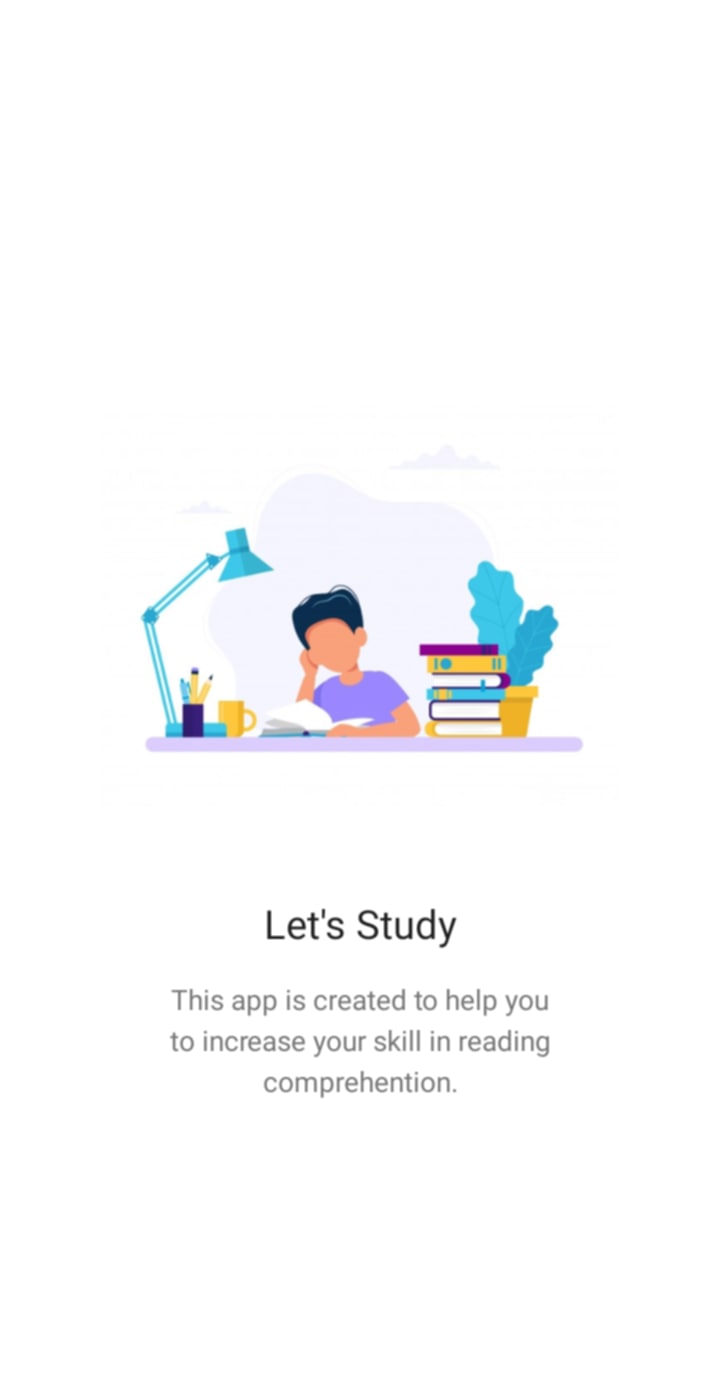 Let's Study
This app is created to help you
to increase your skill in reading
comprehention.